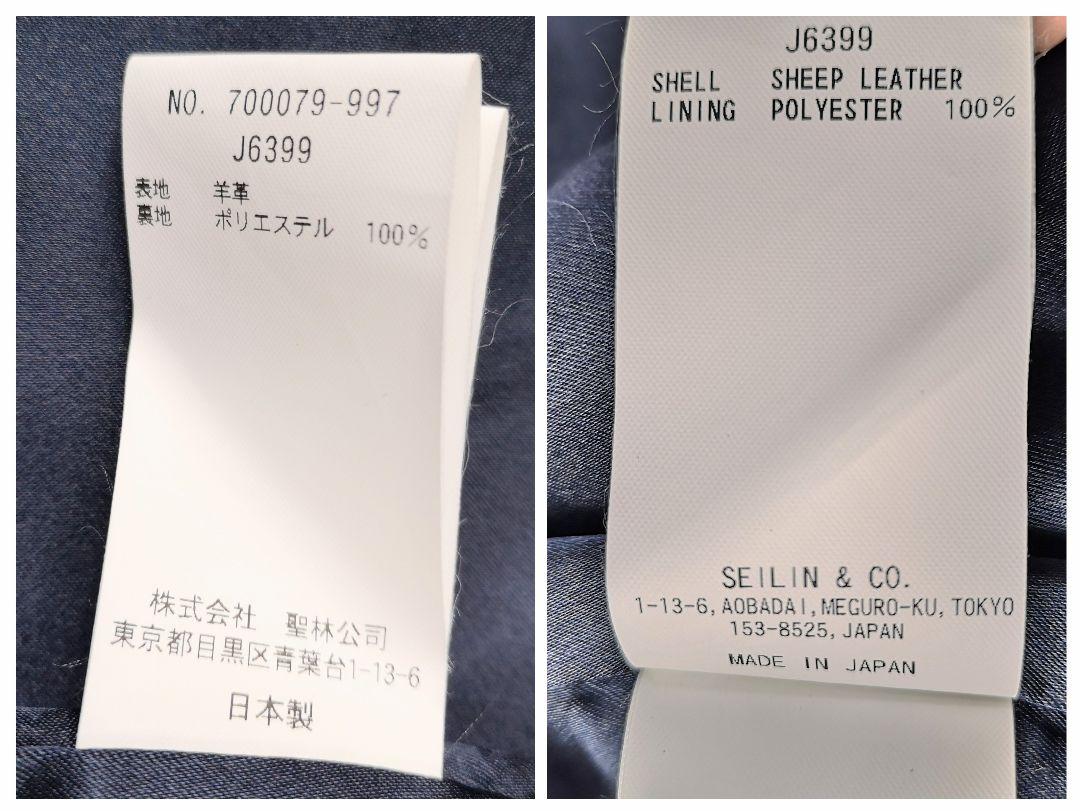 NO. 700079-997
J6399
表地 羊革
裏地 ポリエステル 100%
株式会社 聖林公司
東京都目黒区青葉台1-13-6
日本製
J6399
SHELL SHEEP LEATHER
LINING POLYESTER 100%
SEILIN & CO.
1-13-6, AOBADAI, MEGURO-KU, TOKYO
153-8525, JAPAN
MADE IN JAPAN